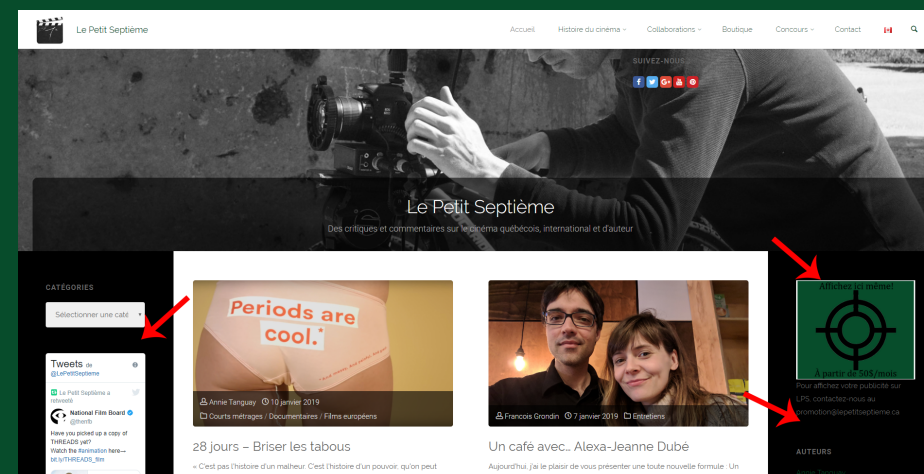 Le Petit Septième
Accueil
Histoire du cinéma
Collaborations
Boutique
Concours
Contact
SUIVEZ-NOUS
Le Petit Septième
Des critiques et commentaires sur le cinéma québécois, international et d'auteur
CATÉGORIES
Sélectionner une caté
Tweets de
@LePetitSeptieme
Le Petit Septième a
retweeté
National Film Board
@thenfb
Have you picked up a copy of
THREADS yet?
Watch the #animation here→
bit.ly/THREADS_film
Periods are
cool.*
Annie Tanguay 10 janvier 2019
Courts métrages / Documentaires / Films européens
28 jours – Briser les tabous
« C'est pas l'histoire d'un malheur. C'est l'histoire d'un pouvoir, qu'on peut
Francois Grondin 7 janvier 2019 Entretiens
Un café avec… Alexa-Jeanne Dubé
Aujourd'hui, j'ai le plaisir de vous présenter une toute nouvelle formule : Un
Affichez ici même!
À partir de 50$/mois
Pour affichez votre publicité sur
LPS: contactez-nous au
promotion@lepetitseptieme.ca
AUTEURS
Annie Tanguay